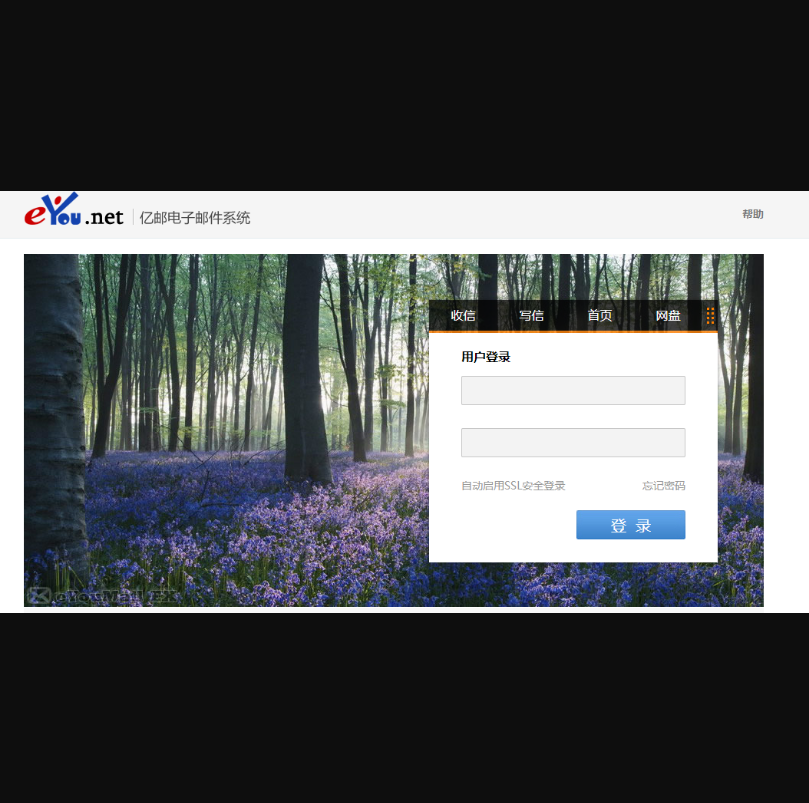 eYou.net 亿邮电子邮件系统
帮助
收信 写信 首页 网盘
用户登录
自动启用SSL安全登录 忘记密码
登 录